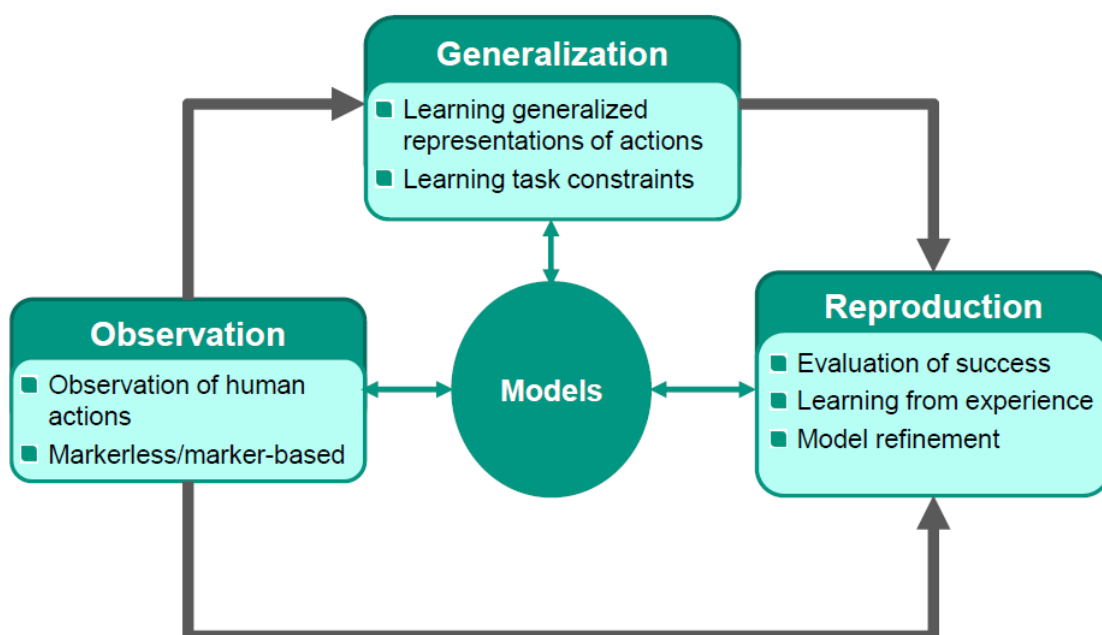 Generalization
Learning generalized
representations of actions
Learning task constraints
Observation
Observation of human
actions
Markerless/marker-based
Models
Reproduction
Evaluation of success
Learning from experience
Model refinement